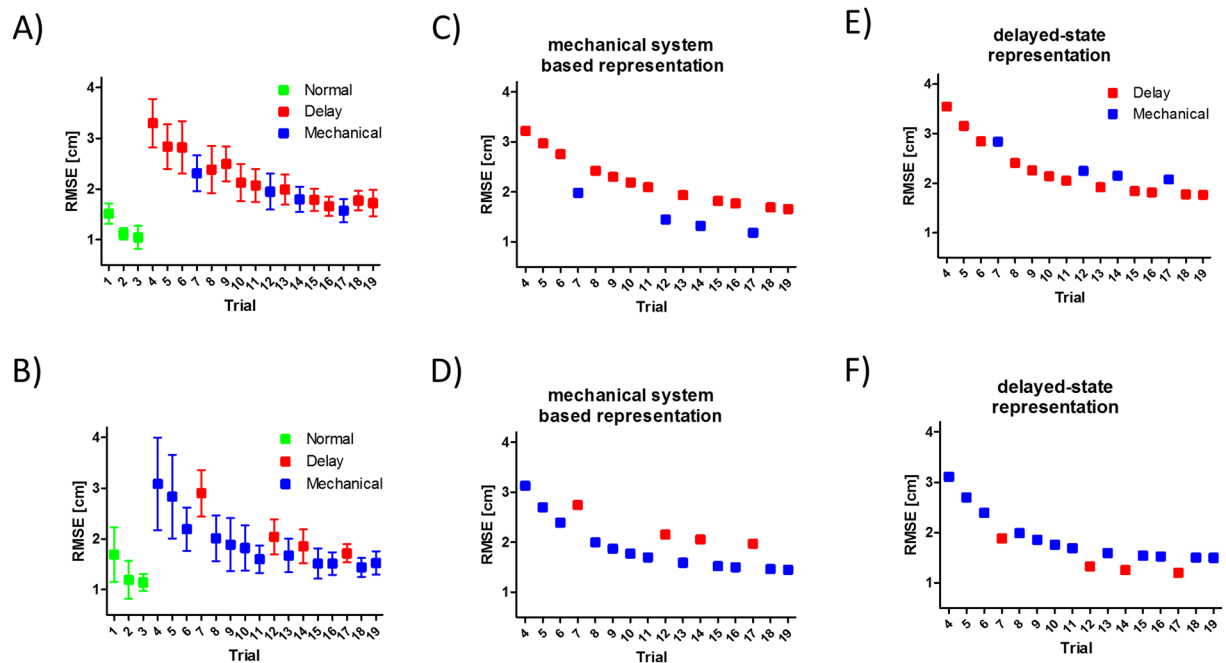 A)
RMSE [cm]
4
3
2
1
Normal
Delay
Mechanical
1 2 3 4 5 6 7 8 9 10 11 12 13 14 15 16 17 18 19
Trial
C)
mechanical system
based representation
RMSE [cm]
4
3
2
1
4 5 6 7 8 9 10 11 12 13 14 15 16 17 18 19
Trial
E)
delayed-state
representation
RMSE [cm]
4
3
2
1
Delay
Mechanical
4 5 6 7 8 9 10 11 12 13 14 15 16 17 18 19
Trial
B)
RMSE [cm]
4
3
2
1
Normal
Delay
Mechanical
1 2 3 4 5 6 7 8 9 10 11 12 13 14 15 16 17 18 19
Trial
D)
mechanical system
based representation
RMSE [cm]
4
3
2
1
4 5 6 7 8 9 10 11 12 13 14 15 16 17 18 19
Trial
F)
delayed-state
representation
RMSE [cm]
4
3
2
1
4 5 6 7 8 9 10 11 12 13 14 15 16 17 18 19
Trial